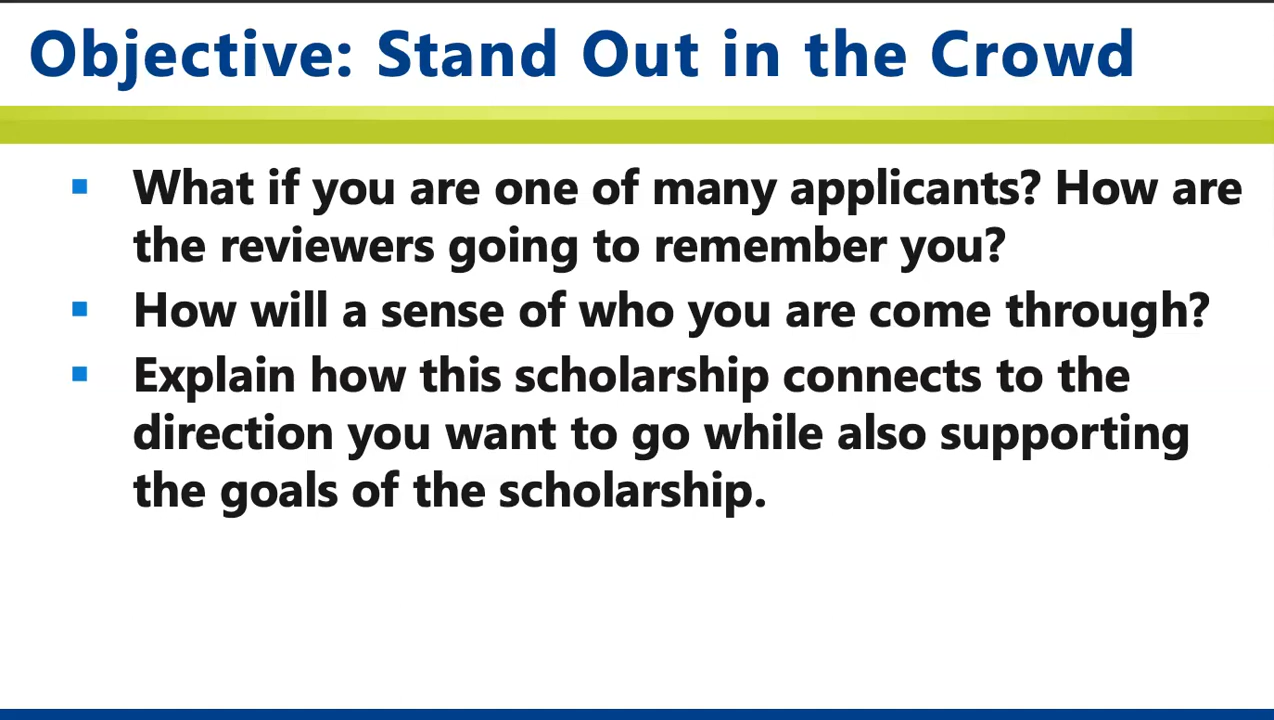 Objective: Stand Out in the Crowd
What if you are one of many applicants? How are
the reviewers going to remember you?
How will a sense of who you are come through?
Explain how this scholarship connects to the
direction you want to go while also supporting
the goals of the scholarship.